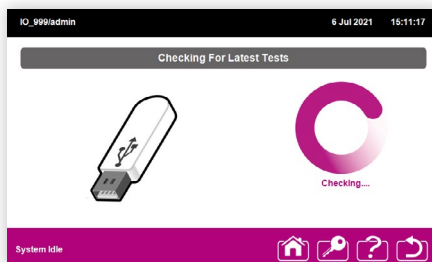 IO_999/admin 6 Jul 2021 15:11:17
Checking For Latest Tests
Checking....
System Idle